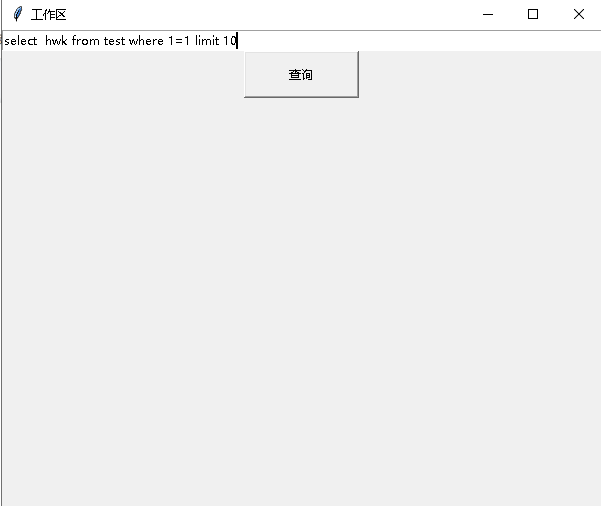 工作区
select  hwk from test where 1=1 limit 10
查询